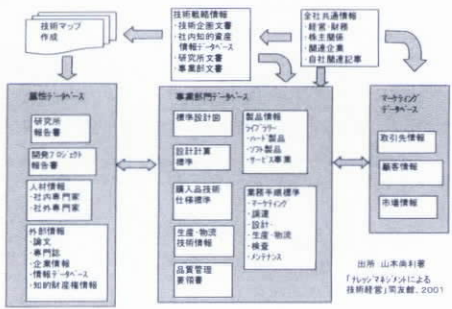 技術マップ
作成
技術戦略情報
・技術企画文書
・社内知的資産
情報データベース
・研究所文書
・事業部文書
全社共通情報
・経営・財務
・株主関係
・関連企業
・自社関連記事
属性データベース
研究所
報告書
開発プロジェクト
報告書
人材情報
・社内専門家
・社外専門家
外部情報
・論文
・専門誌
・企業情報
・情報データベース
・知的財産権情報
事業部門データベース
標準設計図
設計計算
標準
購入品技術
仕様標準
生産・物流
技術情報
品質管理
要領書
製品情報
ライブラリー
・ハード製品
・ソフト製品
・サービス事業
業務手順標準
・マーケティング
・調達
・設計
・生産・物流
・検査
・メンテナンス
マーケティング
データベース
取引先情報
顧客情報
市場情報
出所 山本尚利著
「ナレッジマネジメントによる
技術経営」同友館、2001